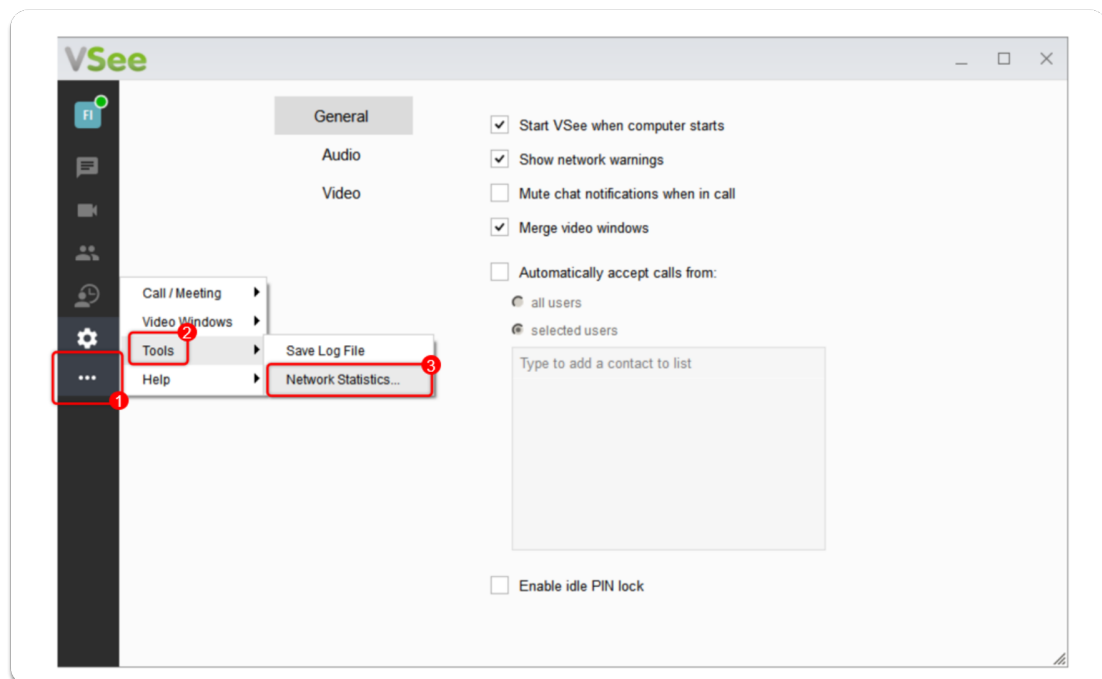 VSee
FI
General
Audio
Video
Start VSee when computer starts
Show network warnings
Mute chat notifications when in call
Merge video windows
Automatically accept calls from:
all users
selected users
Type to add a contact to list
Enable idle PIN lock
Call / Meeting
Video Windows
2
Tools
Help
1
Save Log File
3
Network Statistics...